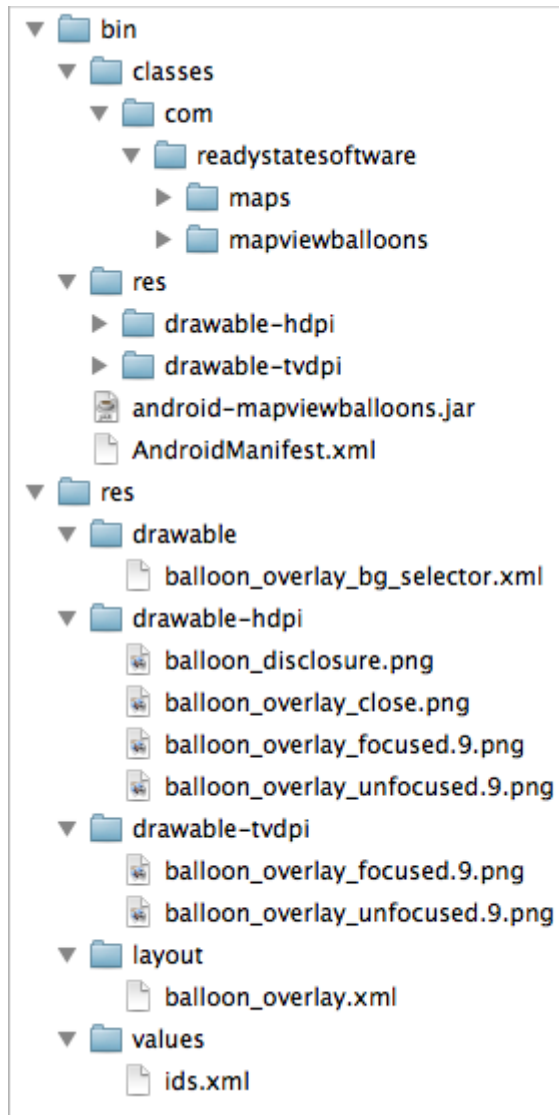 bin
classes
com
readystatesoftware
maps
mapviewballoons
res
drawable-hdpi
drawable-tvdpi
android-mapviewballoons.jar
AndroidManifest.xml
res
drawable
balloon_overlay_bg_selector.xml
drawable-hdpi
balloon_disclosure.png
balloon_overlay_close.png
balloon_overlay_focused.9.png
balloon_overlay_unfocused.9.png
drawable-tvdpi
balloon_overlay_focused.9.png
balloon_overlay_unfocused.9.png
layout
balloon_overlay.xml
values
ids.xml